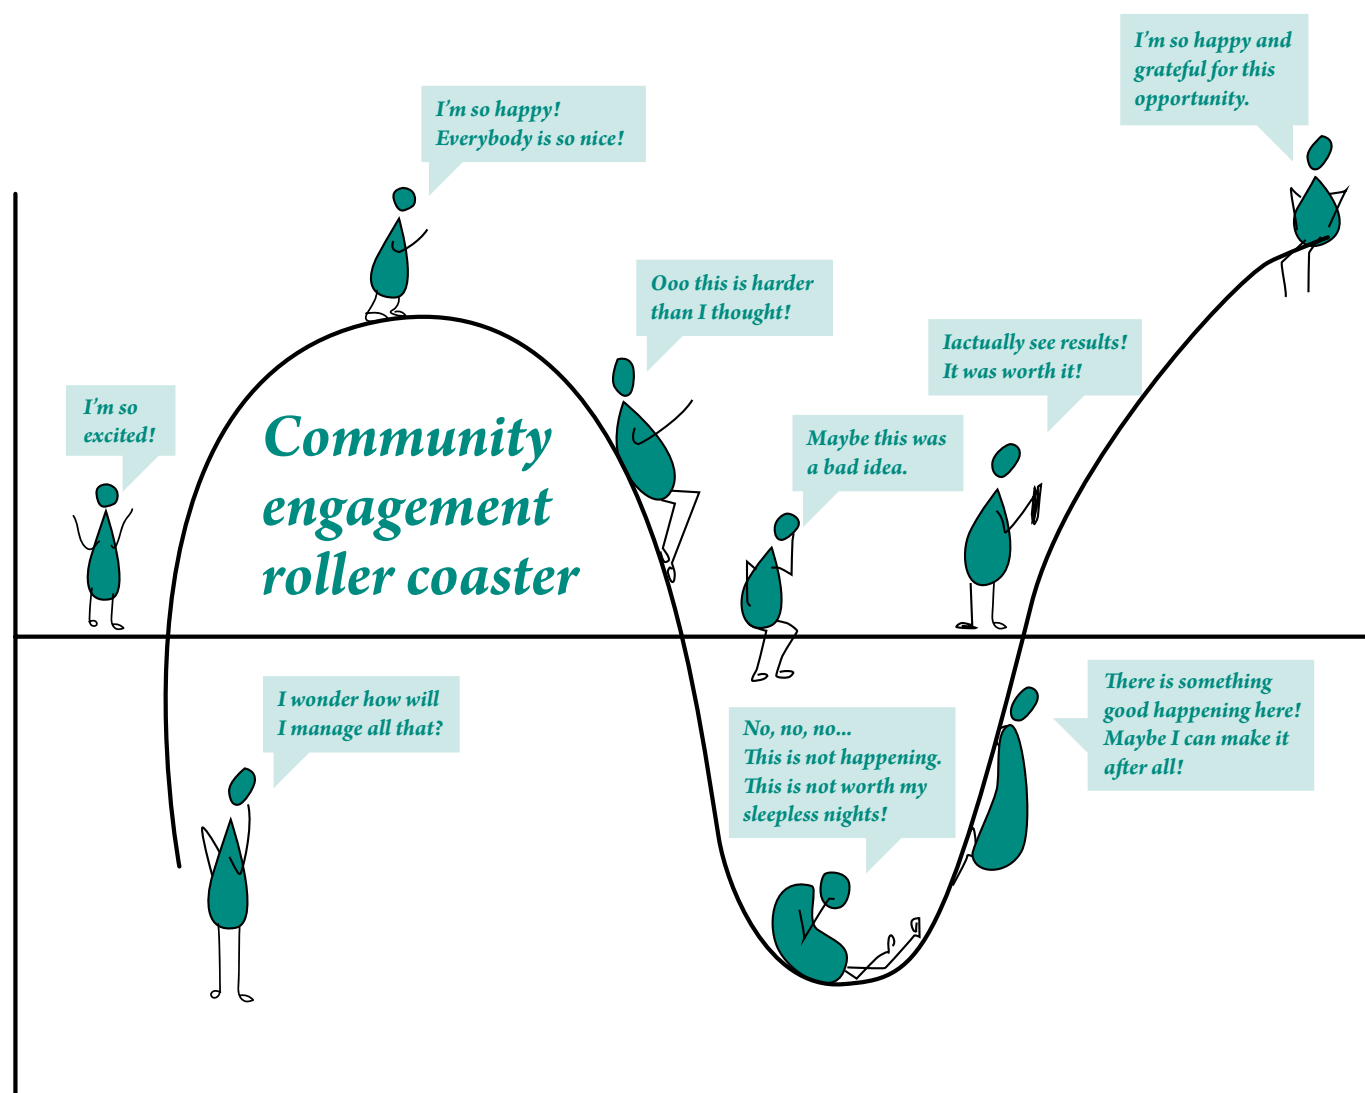 I'm so
excited!
I wonder how will
I manage all that?
I'm so happy!
Everybody is so nice!
Community
engagement
roller coaster
Ooo this is harder
than I thought!
Maybe this was
a bad idea.
No, no, no...
This is not happening.
This is not worth my
sleepless nights!
There is something
good happening here!
Maybe I can make it
after all!
Iactually see results!
It was worth it!
I'm so happy and
grateful for this
opportunity.